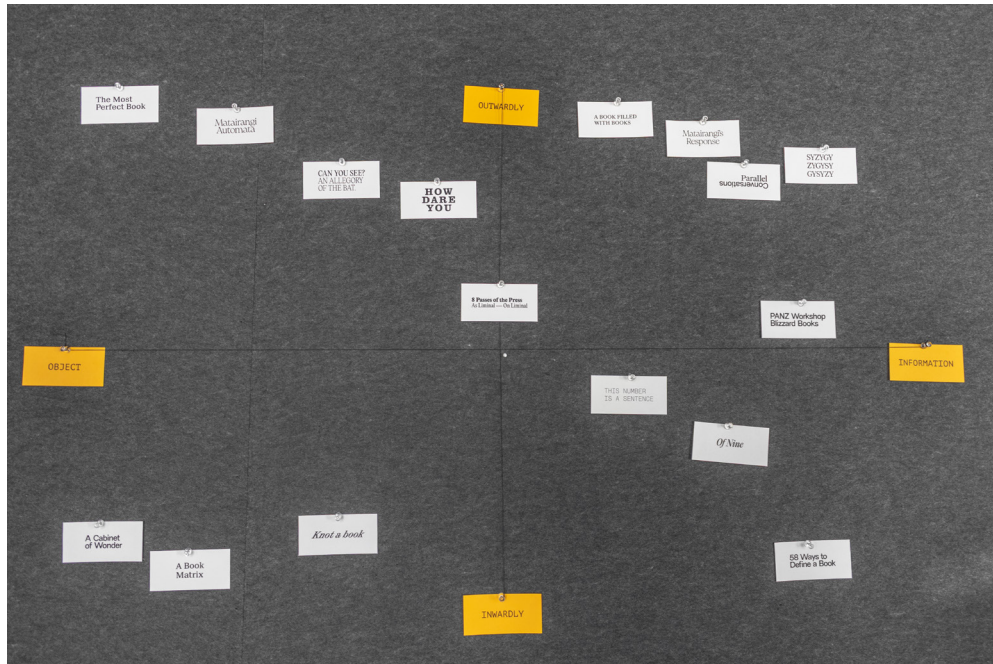 The Most
Perfect Book
Matairangi
Automata
OUTWARDLY
A BOOK FILLED
WITH BOOKS
Matairangi's
Response
CAN YOU SEE?
AN ALLEGORY
OF THE BAT.
HOW
DARE
YOU
Parallel
Conversations
SYZYGY
ZYGYSY
GYSYZY
8 Passes of the Press
As Liminal — On Liminal
PANZ Workshop
Blizzard Books
OBJECT
INFORMATION
THIS NUMBER
IS A SENTENCE
Of Nine
A Cabinet
of Wonder
A Book
Matrix
Knot a book
58 Ways to
Define a Book
INWARDLY